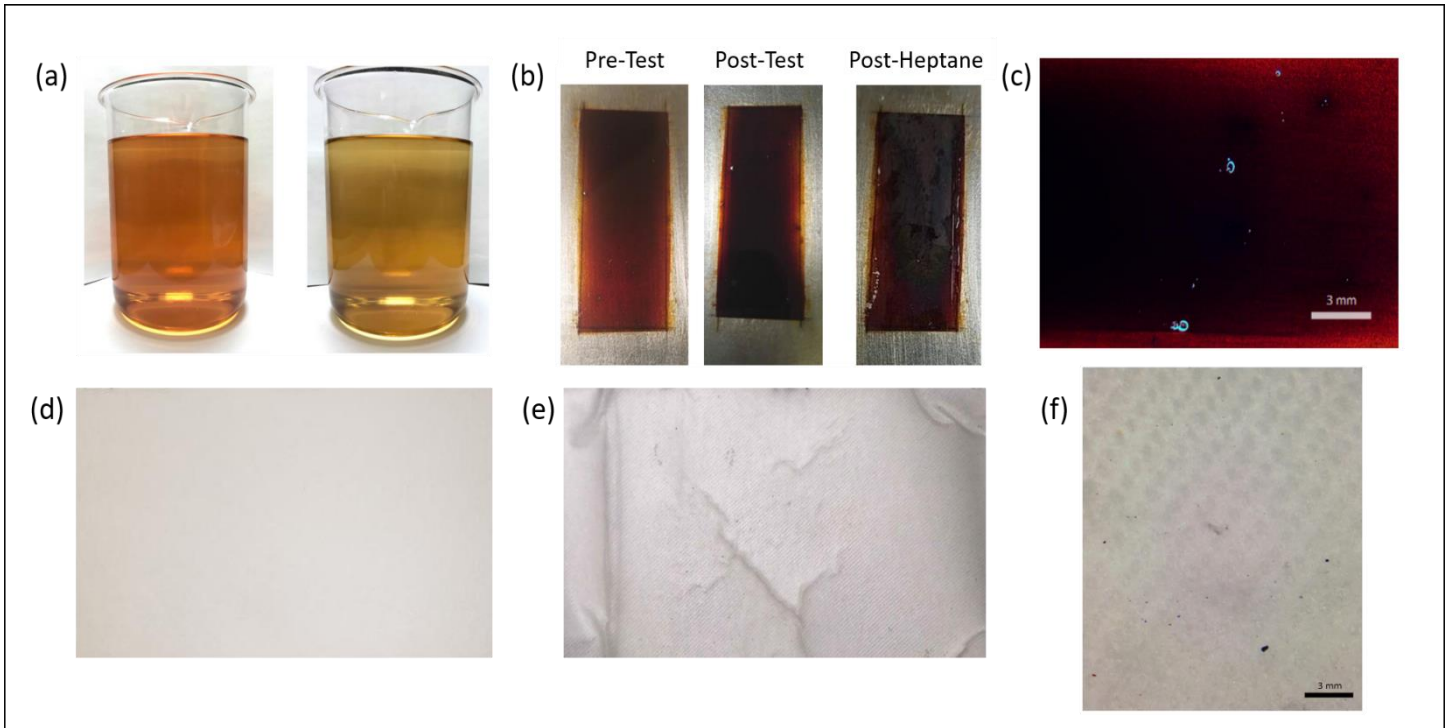 (a)
(b)
Pre-Test Post-Test Post-Heptane
(c)
3 mm
(d)
(e)
(f)
3 mm